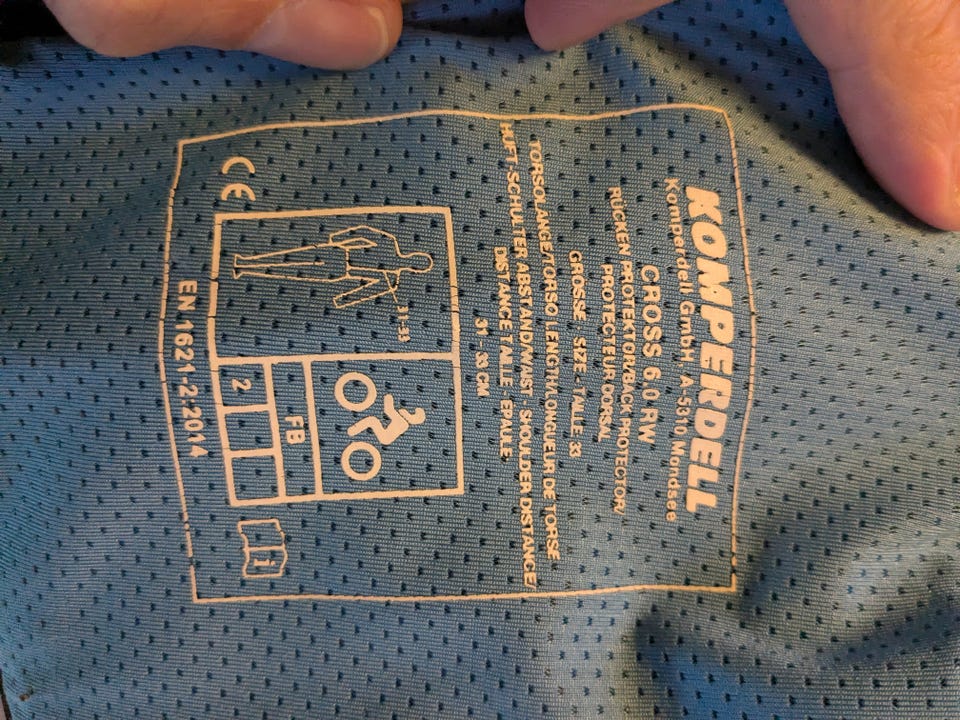 KOMPERDELL
Komperdell GmbH, A-5310 Mondsee
CROSS 6.0 RW
RÜCKEN PROTEKTOR/BACK PROTECTOR/
PROTECTEUR DORSAL
GRÖSSE - SIZE - TAILLE: 33
TORSOLÄNGE/TORSO LENGTH/LONGUEUR DE TORSE
HÜFT - SCHULTER ABSTAND/WAIST - SHOULDER DISTANCE/
DISTANCE TAILLE - ÉPAULE
31 - 33 CM
31-33
FB
2
CE
i
EN 1621-2:2014